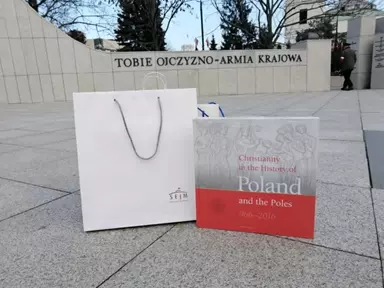 TOBIE OJCZYZNO-ARMIA KRAJOWA
SEJM
Christianity
in the History of
Poland
and the Poles
966-2016